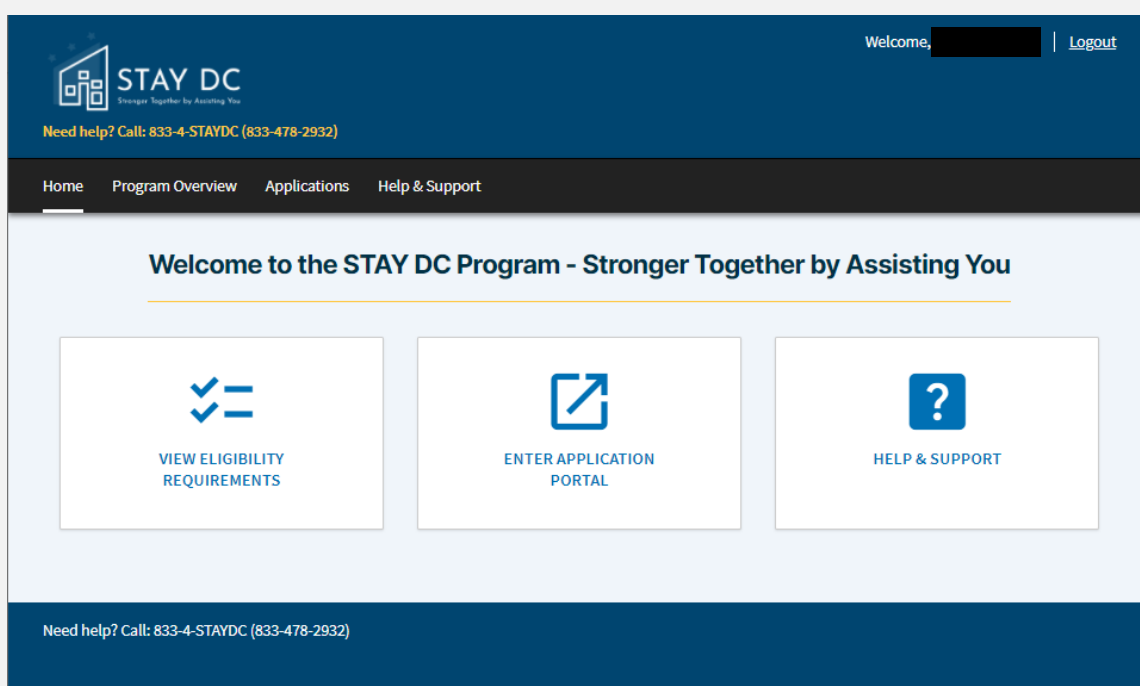 Welcome,
Logout
STAY DC
Stronger Together by Assisting You
Need help? Call: 833-4-STAYDC (833-478-2932)
Home Program Overview Applications Help & Support
Welcome to the STAY DC Program - Stronger Together by Assisting You
VIEW ELIGIBILITY
REQUIREMENTS
ENTER APPLICATION
PORTAL
HELP & SUPPORT
Need help? Call: 833-4-STAYDC (833-478-2932)